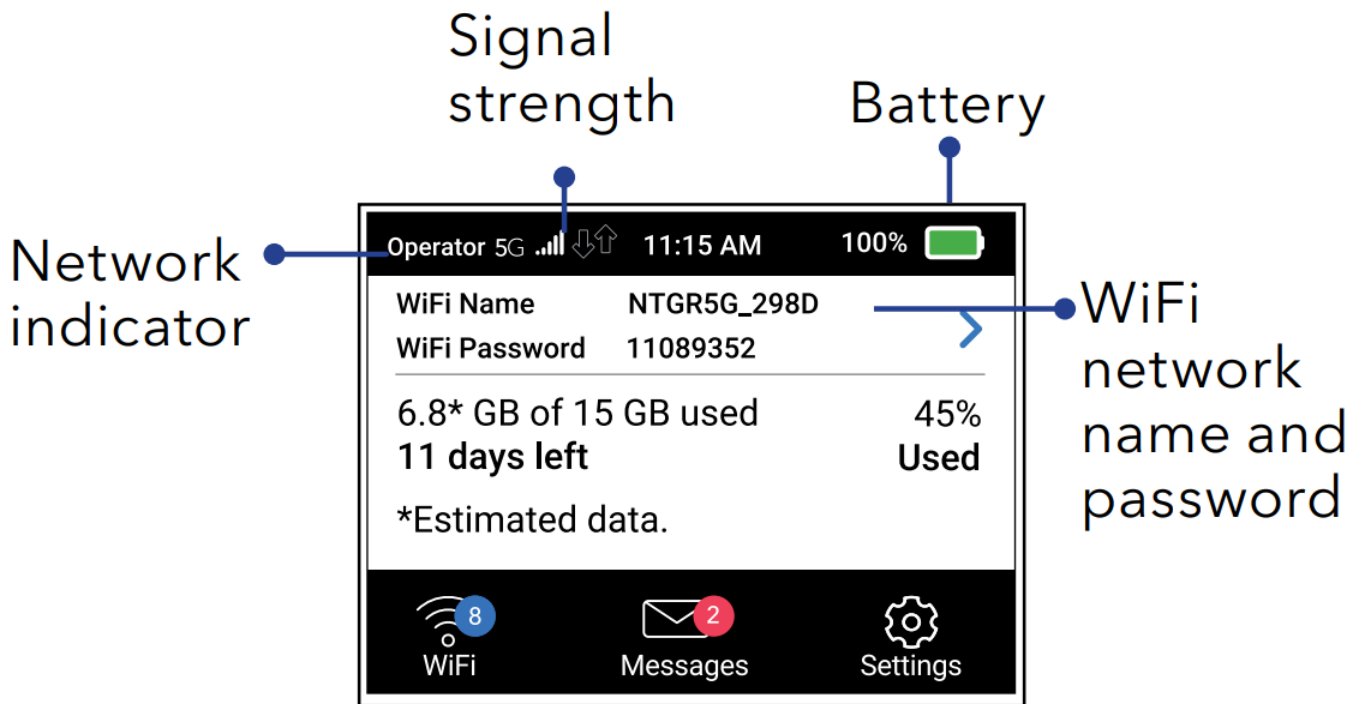 Signal
strength
Battery
Network
indicator
Operator 5G 11:15 AM 100%
WiFi Name NTGR5G_298D
WiFi Password 11089352
WiFi
network
name and
password
6.8* GB of 15 GB used 45%
11 days left Used
*Estimated data.
8
2
WiFi Messages Settings